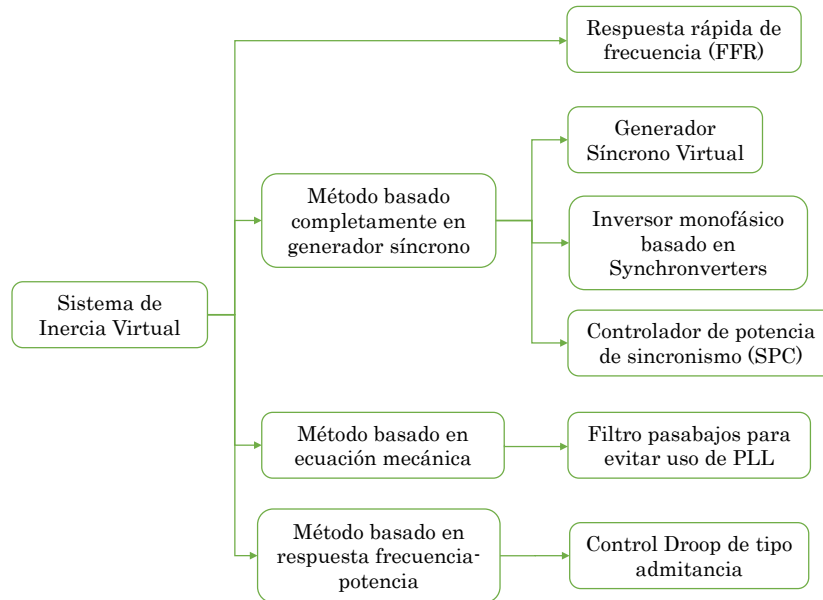 Respuesta rápida de
frecuencia (FFR)
Generador
Síncrono Virtual
Método basado
completamente en
generador síncrono
Inversor monofásico
basado en
Synchronverters
Sistema de
Inercia Virtual
Controlador de potencia
de sincronismo (SPC)
Método basado en
ecuación mecánica
Filtro pasabajos para
evitar uso de PLL
Método basado en
respuesta frecuencia-
potencia
Control Droop de tipo
admitancia